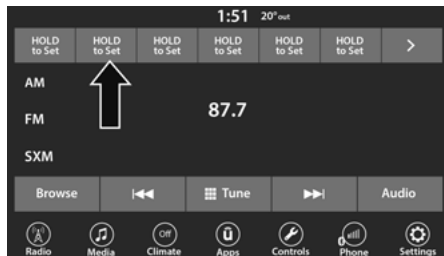 1:51 20° out
HOLD to Set HOLD to Set HOLD to Set HOLD to Set HOLD to Set HOLD to Set
AM
87.7
FM
SXM
Browse Tune Audio
Off
Radio Media Climate Apps Controls Phone Settings